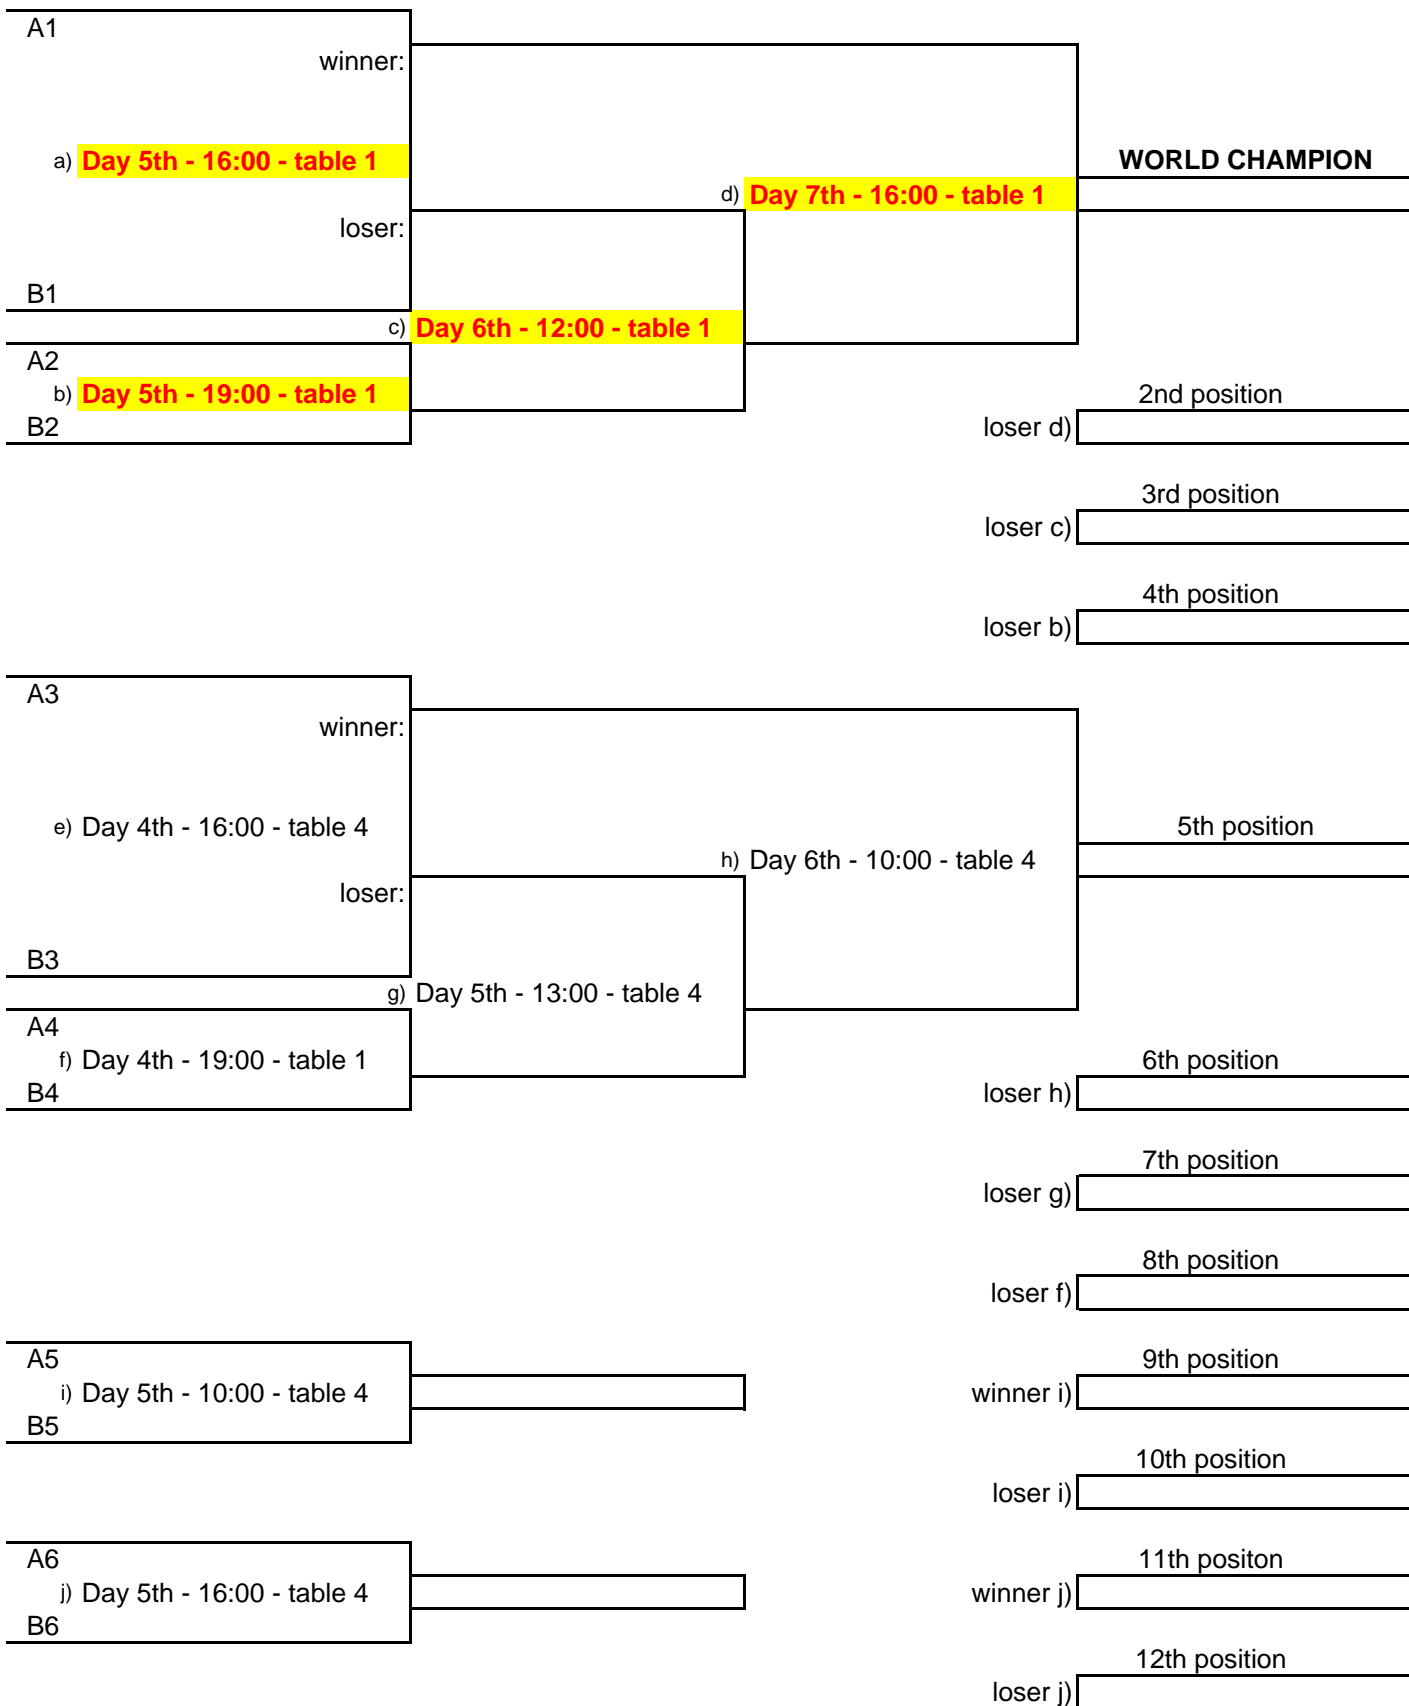 A1
winner:
a) Day 5th - 16:00 - table 1
WORLD CHAMPION
d) Day 7th - 16:00 - table 1
loser:
B1
c) Day 6th - 12:00 - table 1
A2
b) Day 5th - 19:00 - table 1
2nd position
B2
loser d)
3rd position
loser c)
4th position
loser b)
A3
winner:
e) Day 4th - 16:00 - table 4
5th position
h) Day 6th - 10:00 - table 4
loser:
B3
g) Day 5th - 13:00 - table 4
A4
f) Day 4th - 19:00 - table 1
6th position
B4
loser h)
7th position
loser g)
8th position
loser f)
A5
9th position
i) Day 5th - 10:00 - table 4
winner i)
B5
10th position
loser i)
A6
11th positon
j) Day 5th - 16:00 - table 4
winner j)
B6
12th position
loser j)